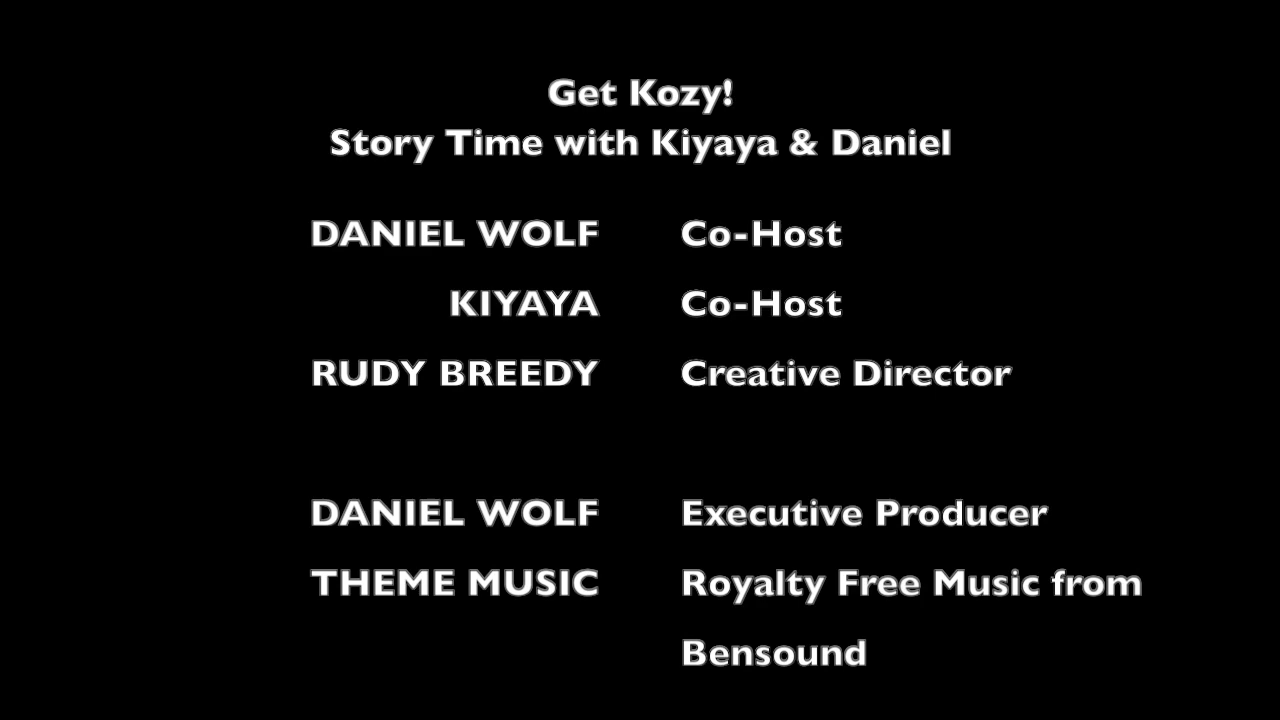 Get Kozy!
Story Time with Kiyaya & Daniel
DANIEL WOLF Co-Host
KIYAYA Co-Host
RUDY BREEDY Creative Director
DANIEL WOLF Executive Producer
THEME MUSIC Royalty Free Music from
Bensound